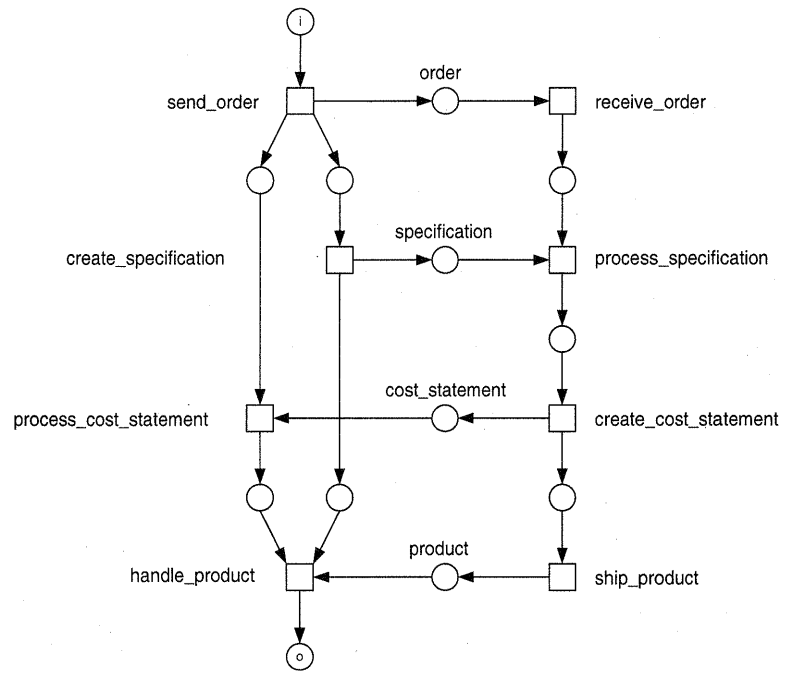 i
order
send_order
receive_order
specification
create_specification
process_specification
cost_statement
process_cost_statement
create_cost_statement
product
handle_product
ship_product
o